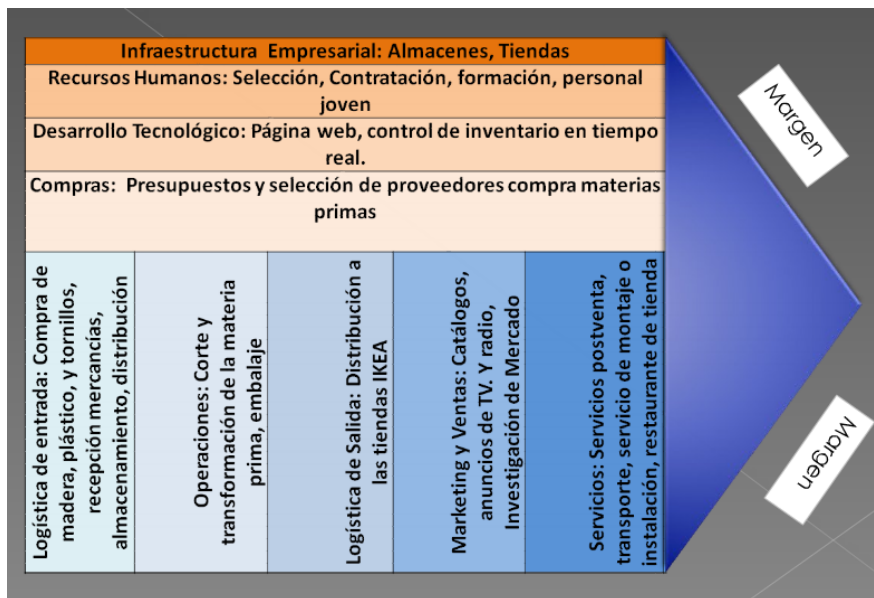 Infraestructura Empresarial: Almacenes, Tiendas
Recursos Humanos: Selección, Contratación, formación, personal
joven
Desarrollo Tecnológico: Página web, control de inventario en tiempo
real.
Compras: Presupuestos y selección de proveedores compra materias
primas
Logística de entrada: Compra de
madera, plástico, y tornillos,
recepción mercancías,
almacenamiento, distribución
Operaciones: Corte y
transformación de la materia
prima, embalaje
Logística de Salida: Distribución a
las tiendas IKEA
Marketing y Ventas: Catálogos,
anuncios de TV. Y radio,
Investigación de Mercado
Servicios: Servicios postventa,
transporte, servicio de montaje o
instalación, restaurante de tienda
Margen
Margen